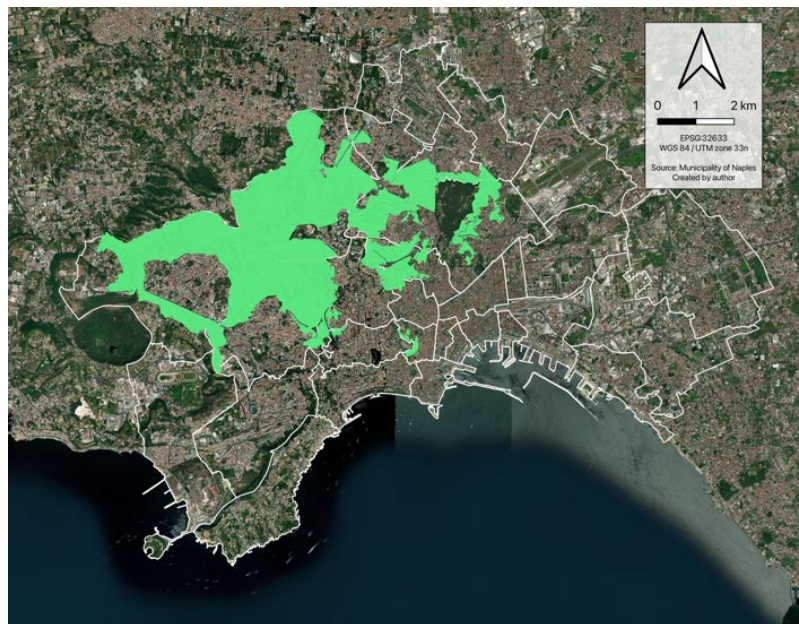 0 1 2 km
EPSG:32633
WGS 84 / UTM zone 33n
Source: Municipality of Naples
Created by author